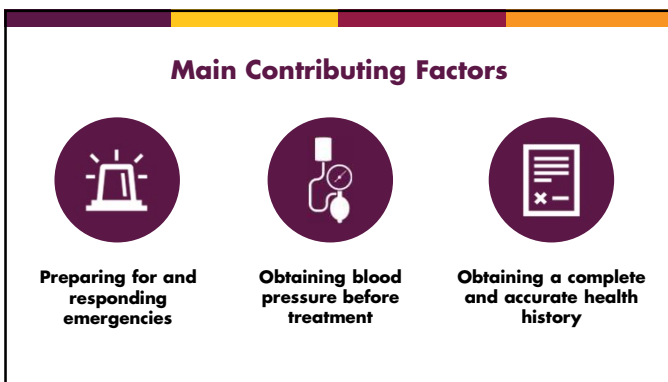 Main Contributing Factors
Preparing for and
responding
emergencies
Obtaining blood
pressure before
treatment
Obtaining a complete
and accurate health
history